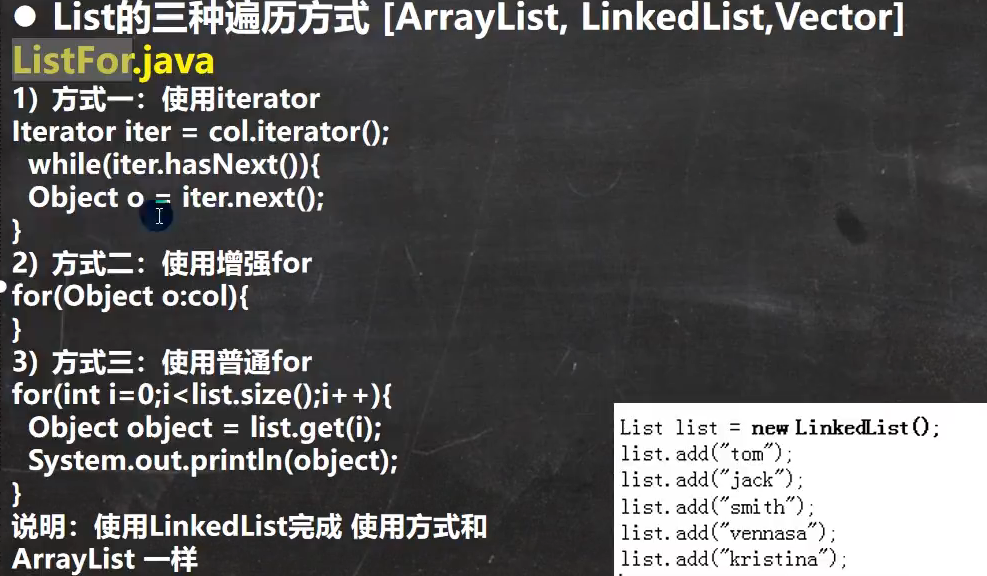 ● List的三种遍历方式 [ArrayList, LinkedList,Vector]
ListFor.java
1) 方式一：使用iterator
Iterator iter = col.iterator();
while(iter.hasNext()){
Object o = iter.next();
}
2) 方式二：使用增强for
for(Object o:col){
}
3) 方式三：使用普通for
for(int i=0;i<list.size();i++){
Object object = list.get(i);
System.out.println(object);
}
说明：使用LinkedList完成 使用方式和
ArrayList 一样
List list = new LinkedList();
list.add("tom");
list.add("jack");
list.add("smith");
list.add("vennasa");
list.add("kristina");